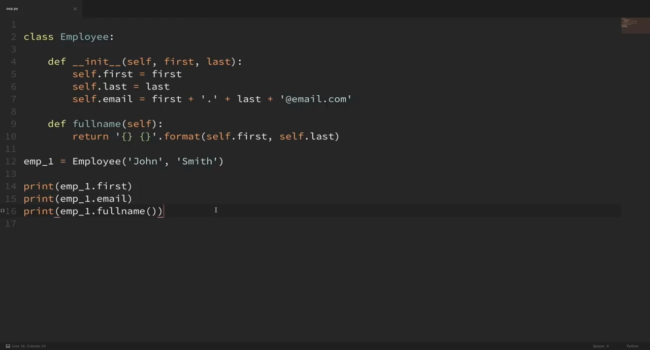 1
2 class Employee:
3
4     def __init__(self, first, last):
5         self.first = first
6         self.last = last
7         self.email = first + '.' + last + '@email.com'
8
9     def fullname(self):
10         return '{} {}'.format(self.first, self.last)
11
12 emp_1 = Employee('John', 'Smith')
13
14 print(emp_1.first)
15 print(emp_1.email)
16 print(emp_1.fullname())
17